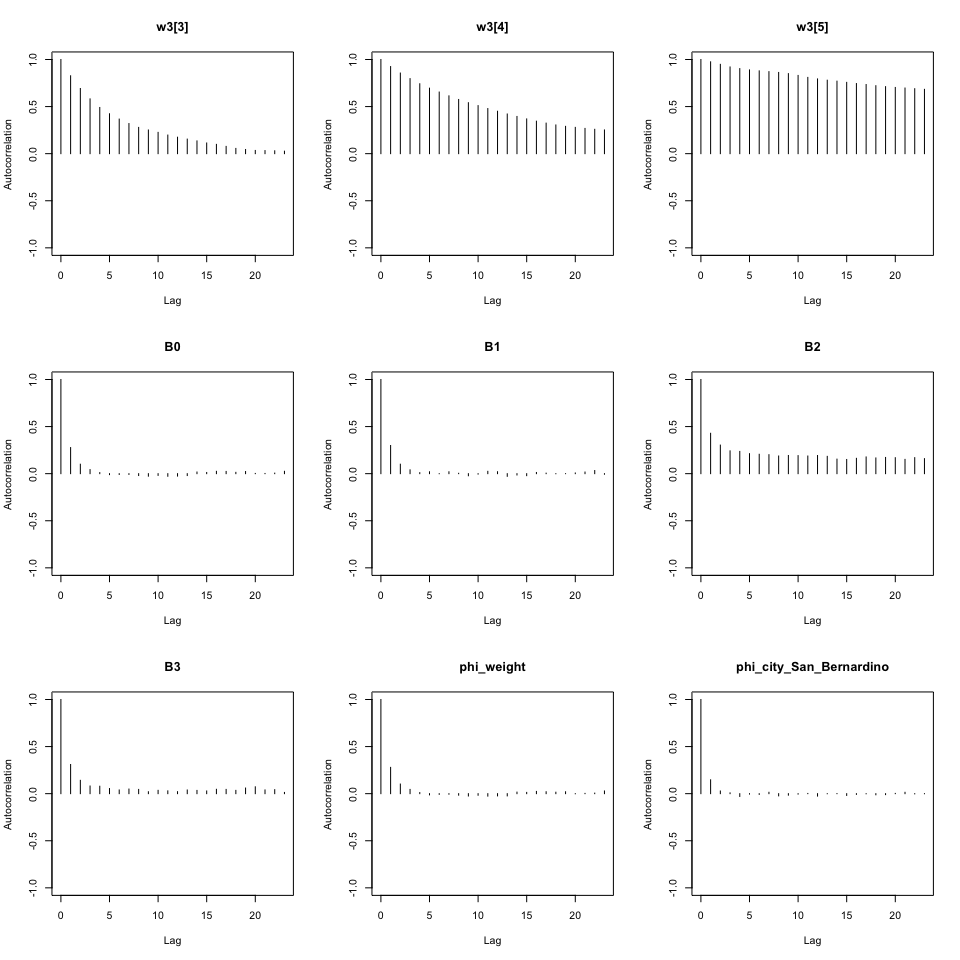 w3[3] w3[4] w3[5]
Autocorrelation Autocorrelation Autocorrelation
1.0 1.0 1.0
0.5 0.5 0.5
0.0 0.0 0.0
-0.5 -0.5 -0.5
-1.0 -1.0 -1.0
0 5 10 15 20 0 5 10 15 20 0 5 10 15 20
Lag Lag Lag
B0 B1 B2
Autocorrelation Autocorrelation Autocorrelation
1.0 1.0 1.0
0.5 0.5 0.5
0.0 0.0 0.0
-0.5 -0.5 -0.5
-1.0 -1.0 -1.0
0 5 10 15 20 0 5 10 15 20 0 5 10 15 20
Lag Lag Lag
B3 phi_weight phi_city_San_Bernardino
Autocorrelation Autocorrelation Autocorrelation
1.0 1.0 1.0
0.5 0.5 0.5
0.0 0.0 0.0
-0.5 -0.5 -0.5
-1.0 -1.0 -1.0
0 5 10 15 20 0 5 10 15 20 0 5 10 15 20
Lag Lag Lag